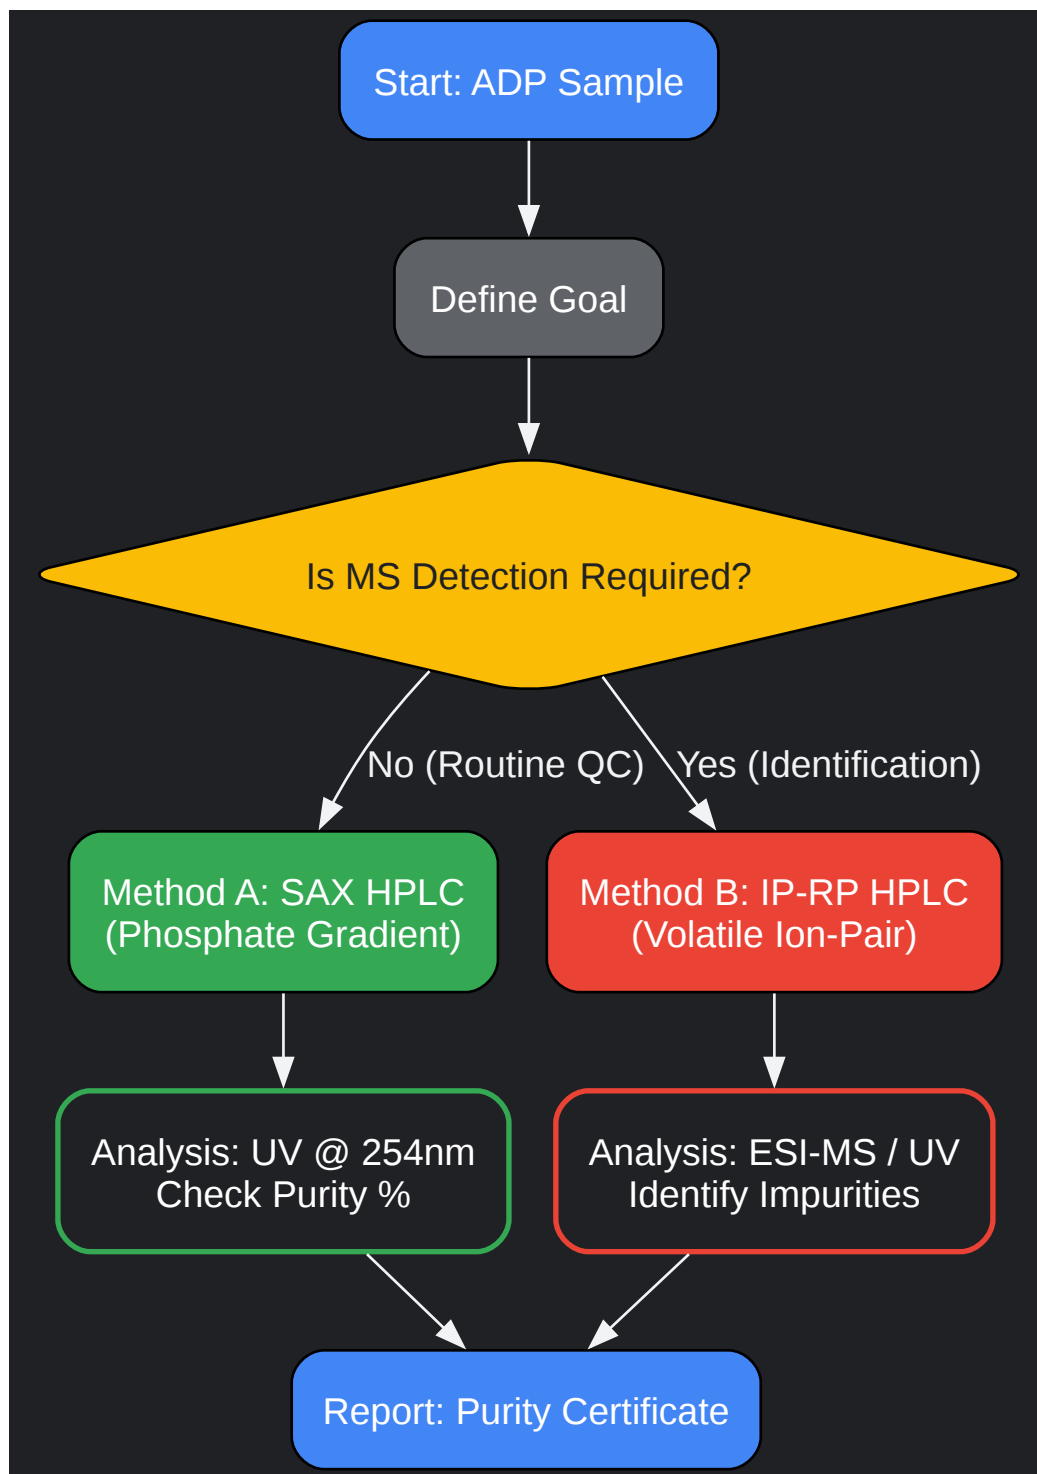 Start: ADP Sample
Define Goal
Is MS Detection Required?
No (Routine QC)
Yes (Identification)
Method A: SAX HPLC
(Phosphate Gradient)
Method B: IP-RP HPLC
(Volatile Ion-Pair)
Analysis: UV @ 254nm
Check Purity %
Analysis: ESI-MS / UV
Identify Impurities
Report: Purity Certificate